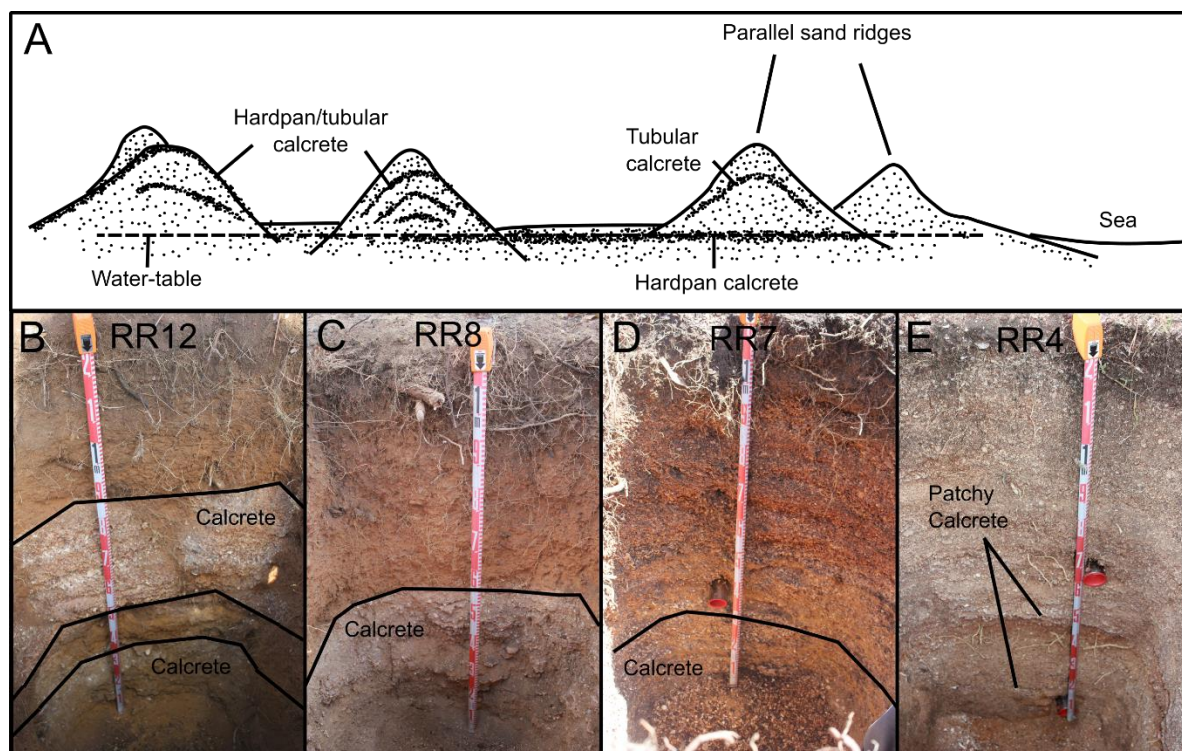 A
Parallel sand ridges
Hardpan/tubular
calcrete
Tubular
calcrete
Sea
Water-table
Hardpan calcrete
B
RR12
Calcrete
Calcrete
C
RR8
Calcrete
D
RR7
Calcrete
E
RR4
Patchy
Calcrete